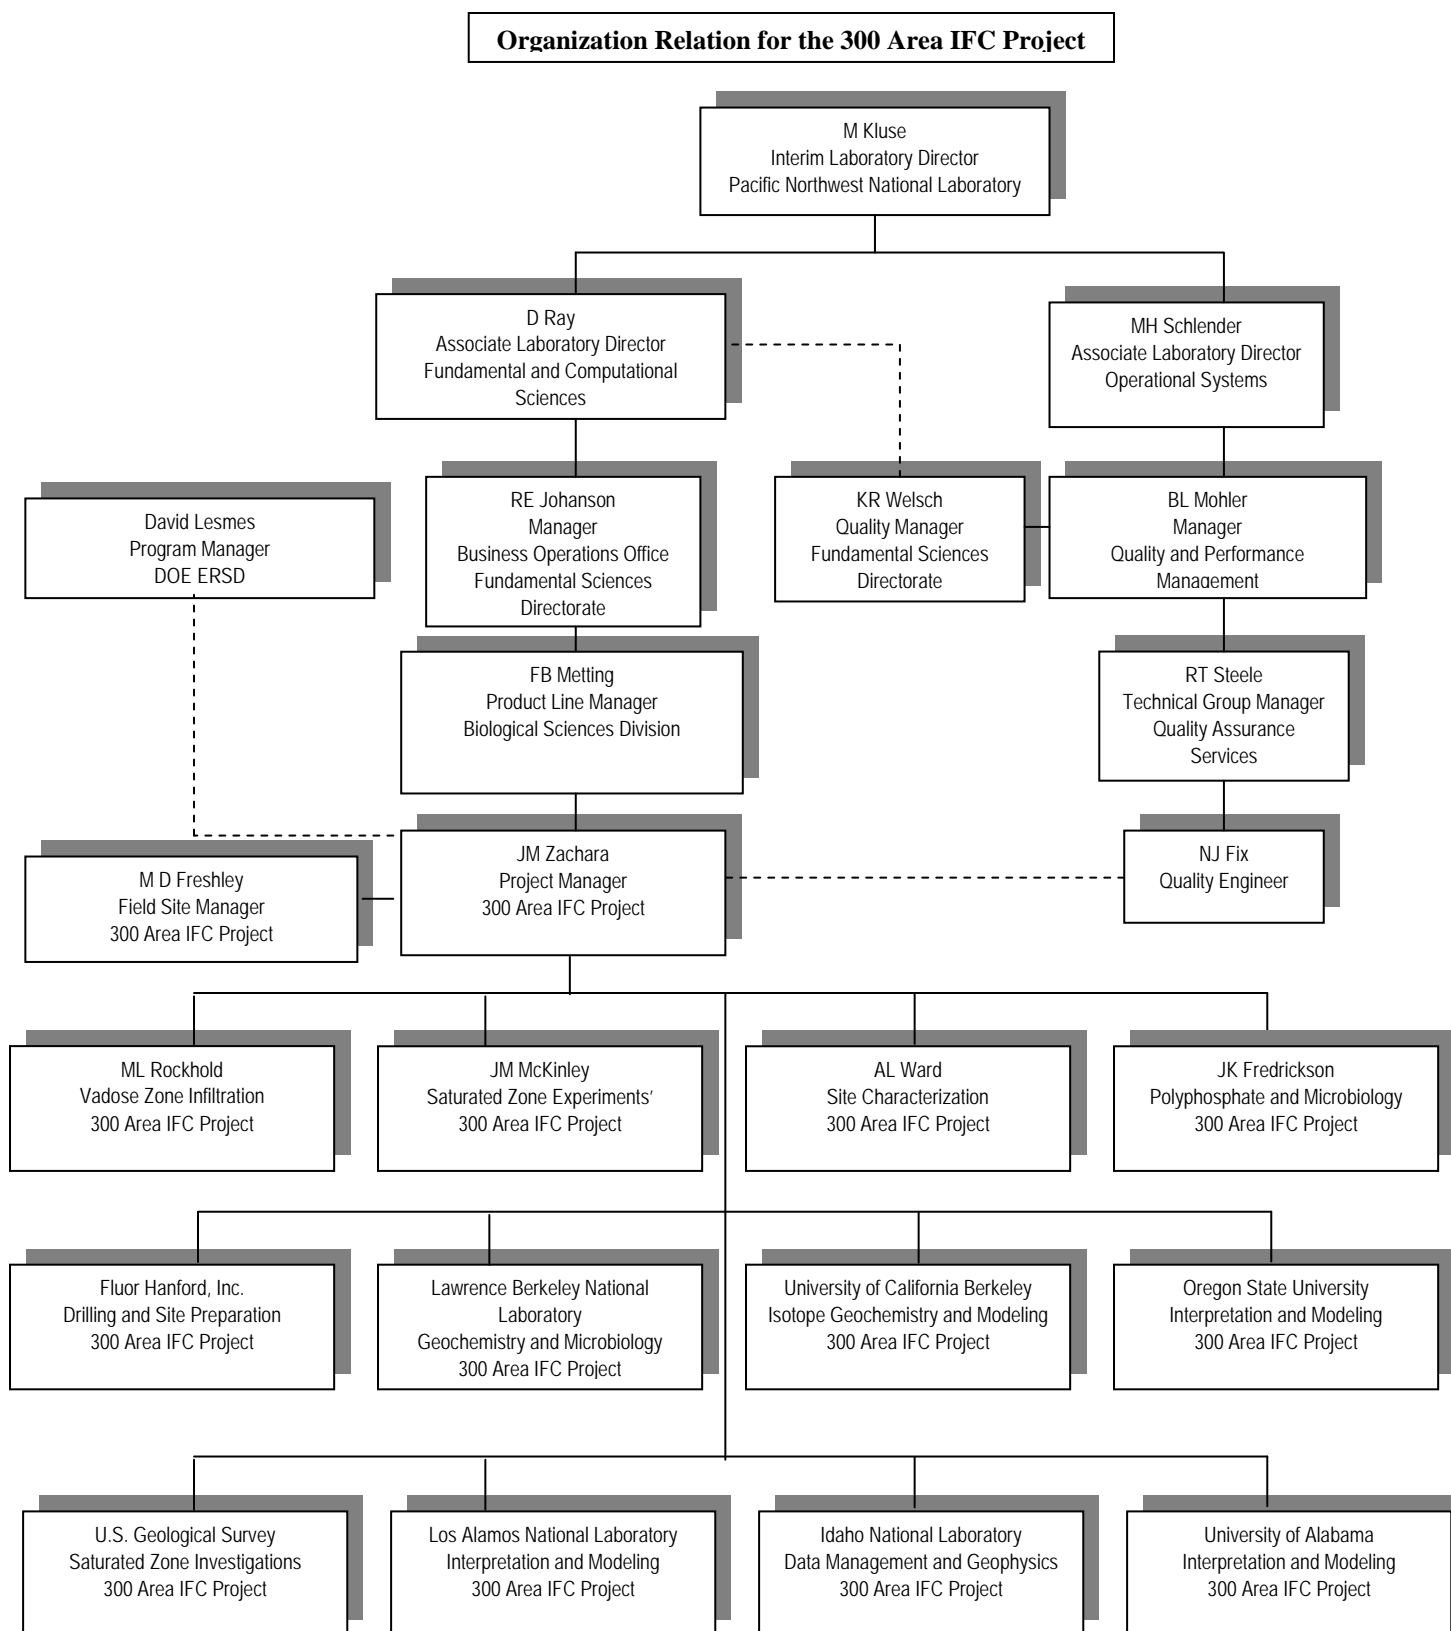 Organization Relation for the 300 Area IFC Project
M Kluse
Interim Laboratory Director
Pacific Northwest National Laboratory
D Ray
Associate Laboratory Director
Fundamental and Computational
Sciences
MH Schlender
Associate Laboratory Director
Operational Systems
David Lesmes
Program Manager
DOE ERSD
RE Johanson
Manager
Business Operations Office
Fundamental Sciences
Directorate
KR Welsch
Quality Manager
Fundamental Sciences
Directorate
BL Mohler
Manager
Quality and Performance
Management
FB Metting
Product Line Manager
Biological Sciences Division
RT Steele
Technical Group Manager
Quality Assurance
Services
M D Freshley
Field Site Manager
300 Area IFC Project
JM Zachara
Project Manager
300 Area IFC Project
NJ Fix
Quality Engineer
ML Rockhold
Vadose Zone Infiltration
300 Area IFC Project
JM McKinley
Saturated Zone Experiments’
300 Area IFC Project
AL Ward
Site Characterization
300 Area IFC Project
JK Fredrickson
Polyphosphate and Microbiology
300 Area IFC Project
Fluor Hanford, Inc.
Drilling and Site Preparation
300 Area IFC Project
Lawrence Berkeley National
Laboratory
Geochemistry and Microbiology
300 Area IFC Project
University of California Berkeley
Isotope Geochemistry and Modeling
300 Area IFC Project
Oregon State University
Interpretation and Modeling
300 Area IFC Project
U.S. Geological Survey
Saturated Zone Investigations
300 Area IFC Project
Los Alamos National Laboratory
Interpretation and Modeling
300 Area IFC Project
Idaho National Laboratory
Data Management and Geophysics
300 Area IFC Project
University of Alabama
Interpretation and Modeling
300 Area IFC Project